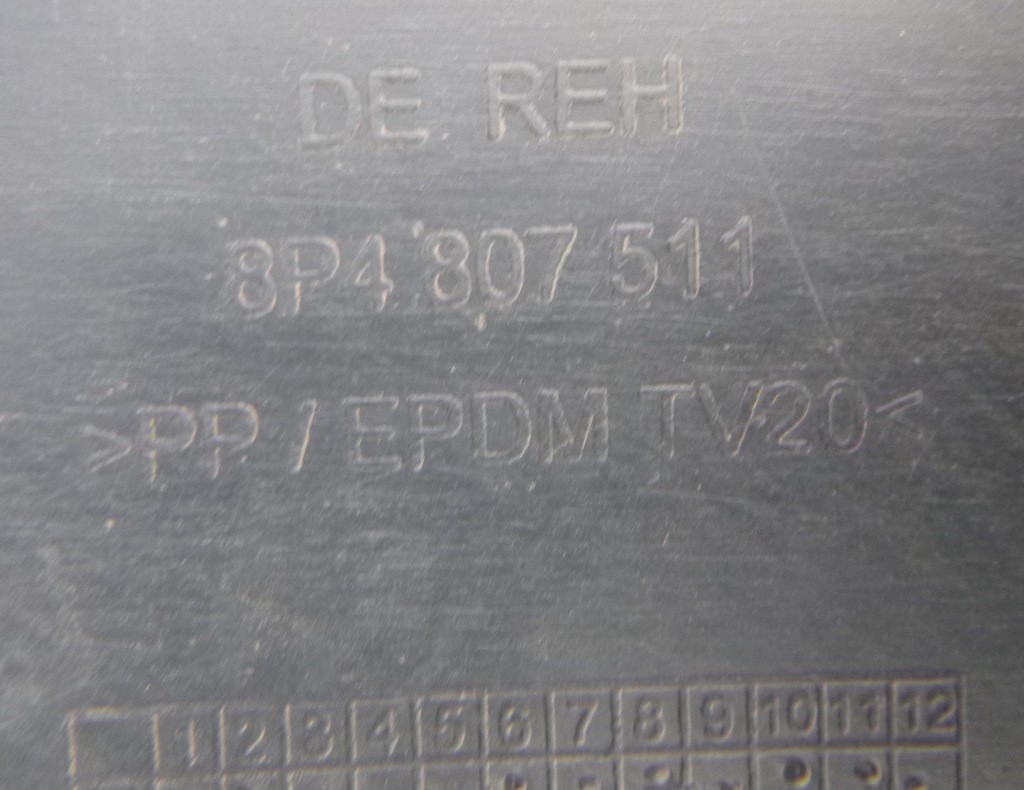 DE REH
8P4 807 511
>PP / EPDM TV20<
1 2 3 4 5 6 7 8 9 10 11 12